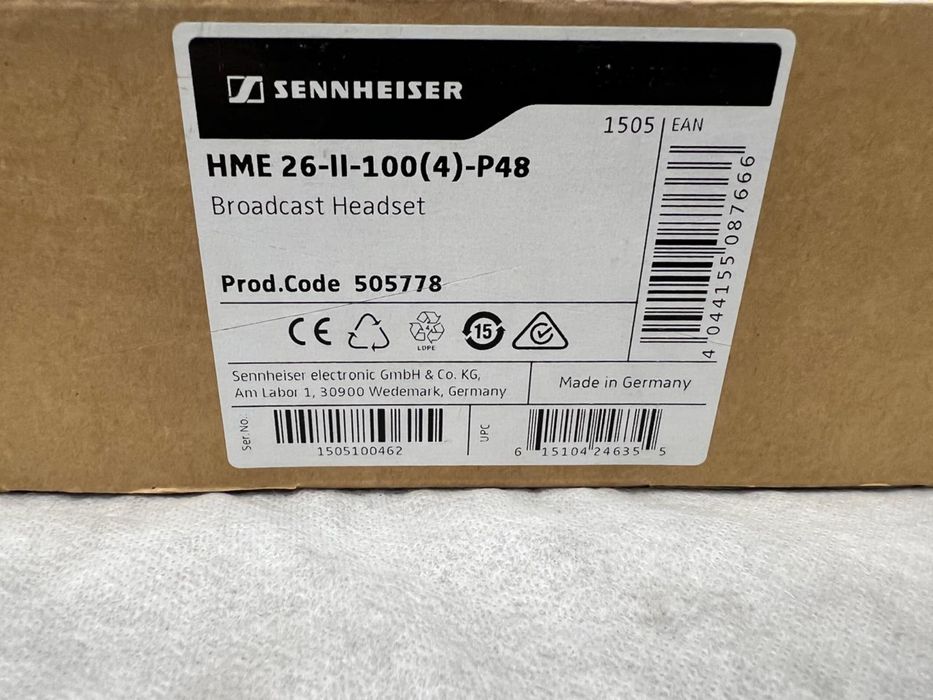 SENNHEISER
1505 EAN
HME 26-II-100(4)-P48
Broadcast Headset
Prod.Code 505778
4 044155 087666
CE
4
LDPE
15
Sennheiser electronic GmbH & Co. KG,
Am Labor 1, 30900 Wedemark, Germany
Made in Germany
Ser No.
1505100462
UPC
6 15104 24635 5